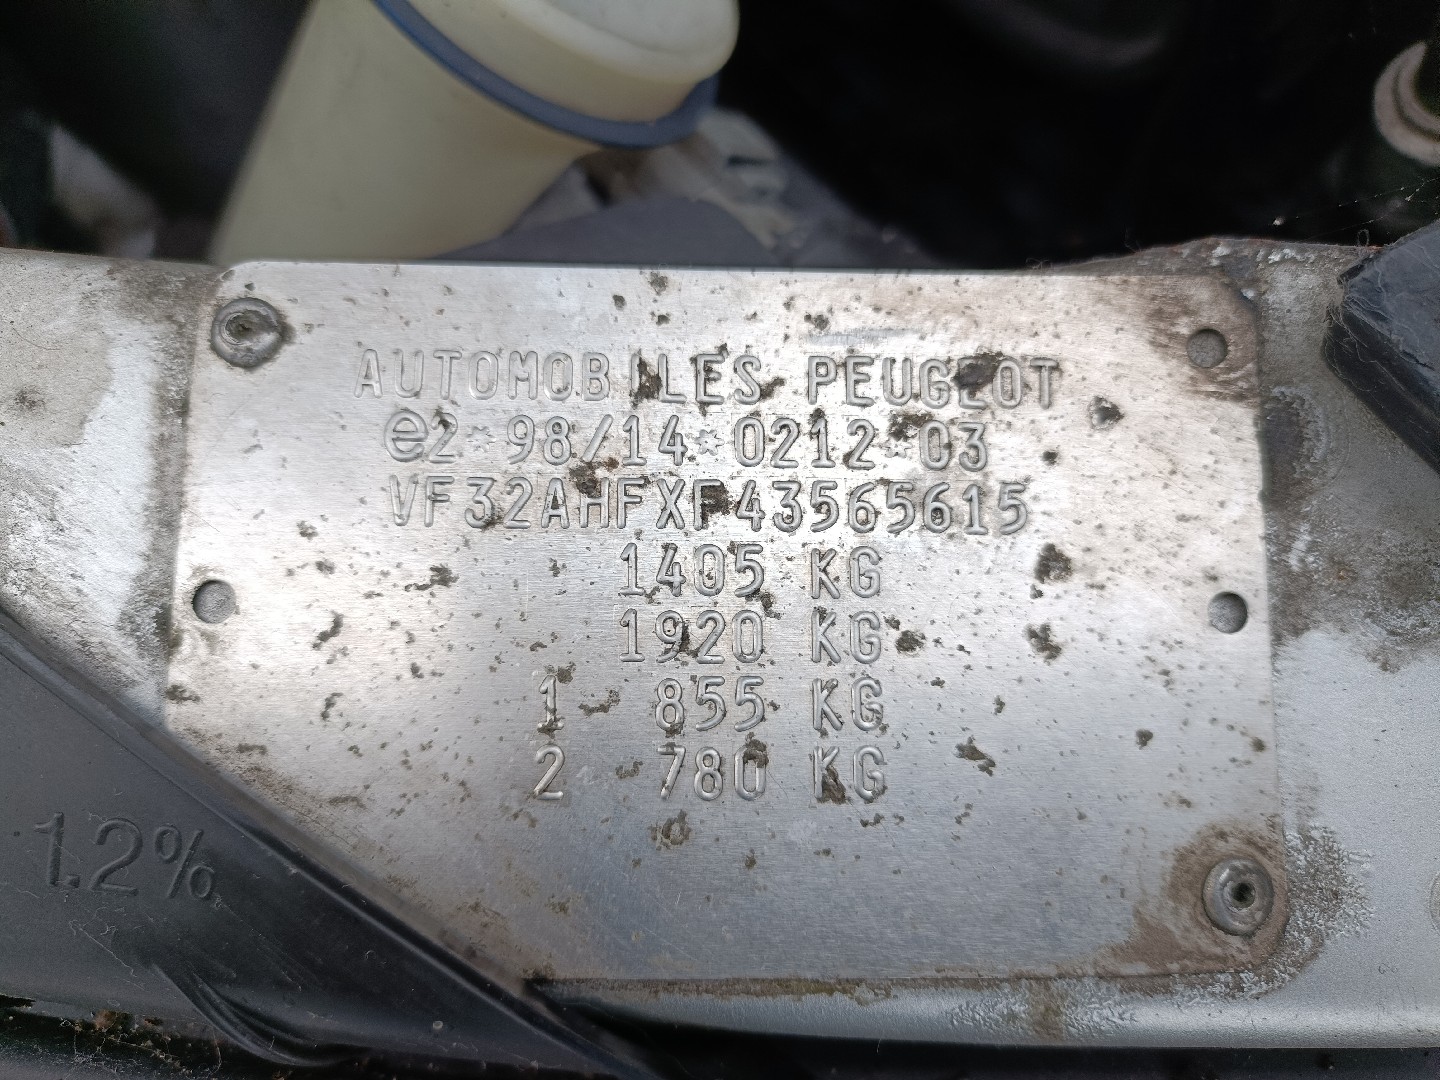 AUTOMOBILES PEUGEOT
e2*98/14*0212*03
VF32AHFXF43565615
1405 KG
1920 KG
1 855 KG
2 - 780 KG
1.2%